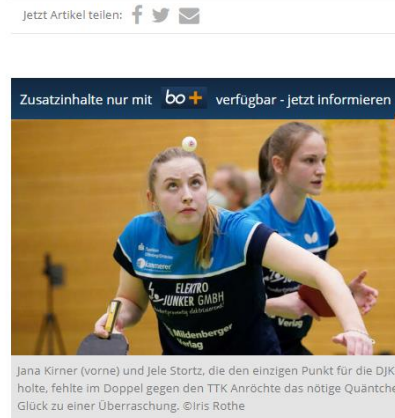 Jetzt Artikel teilen:
Zusatzinhalte nur mit bo+ verfügbar - jetzt informieren
ELEKTRO
JUNKER GMBH
Mildenberger
Verlag
Verlag
Jana Kirner (vorne) und Jele Stortz, die den einzigen Punkt für die DJK
holte, fehlte im Doppel gegen den TTK Anröchte das nötige Quäntche
Glück zu einer Überraschung. ©Iris Rothe